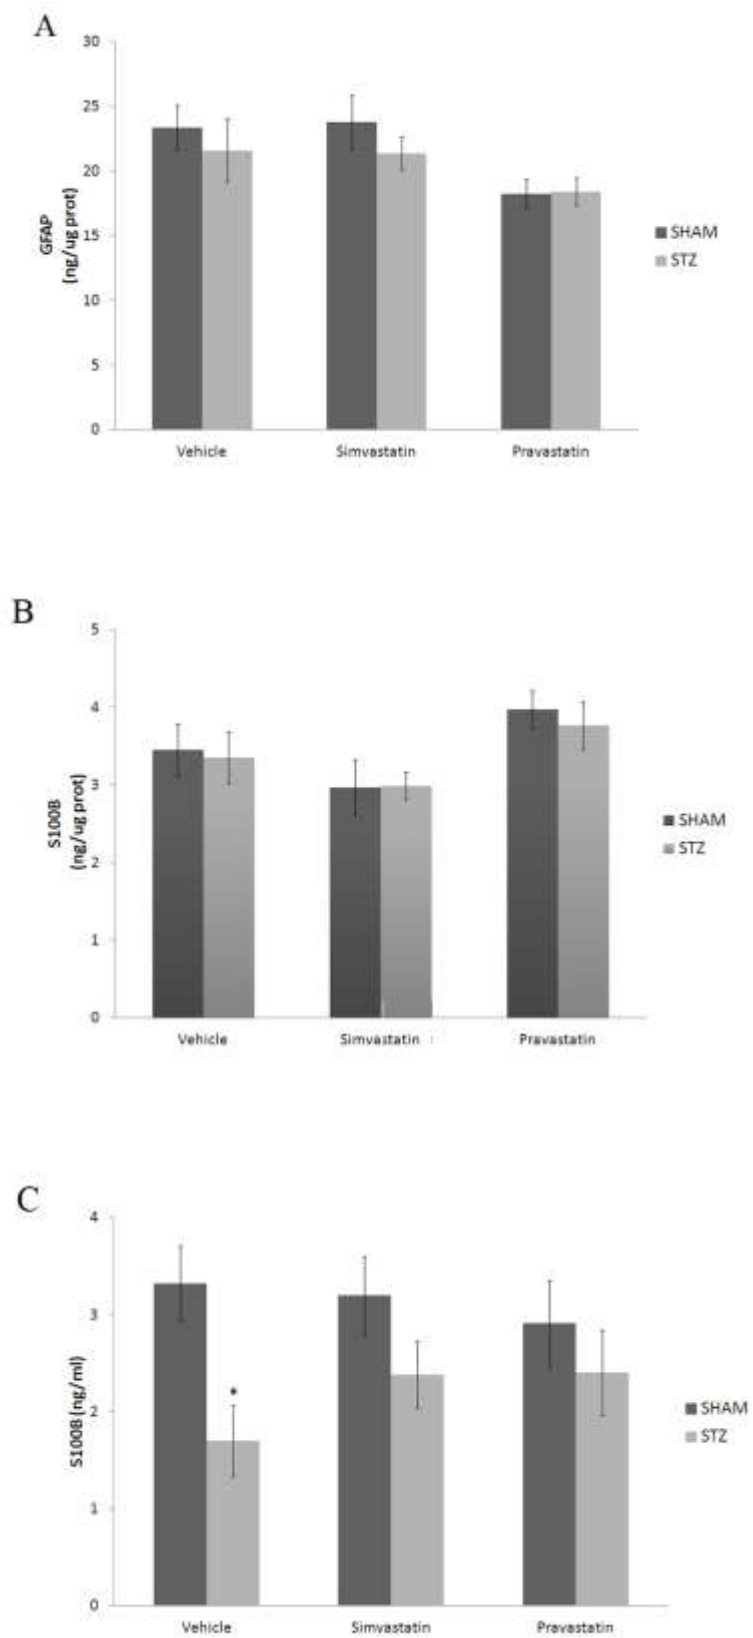 A
30
25
20
15
10
5
0
GFAP
(ng/ug prot)
SHAM
STZ
Vehicle Simvastatin Pravastatin
B
5
4
3
2
1
0
S100B
(ng/ug prot)
SHAM
STZ
Vehicle Simvastatin Pravastatin
C
4
3
2
1
0
S100B (ng/ml)
*
SHAM
STZ
Vehicle Simvastatin Pravastatin